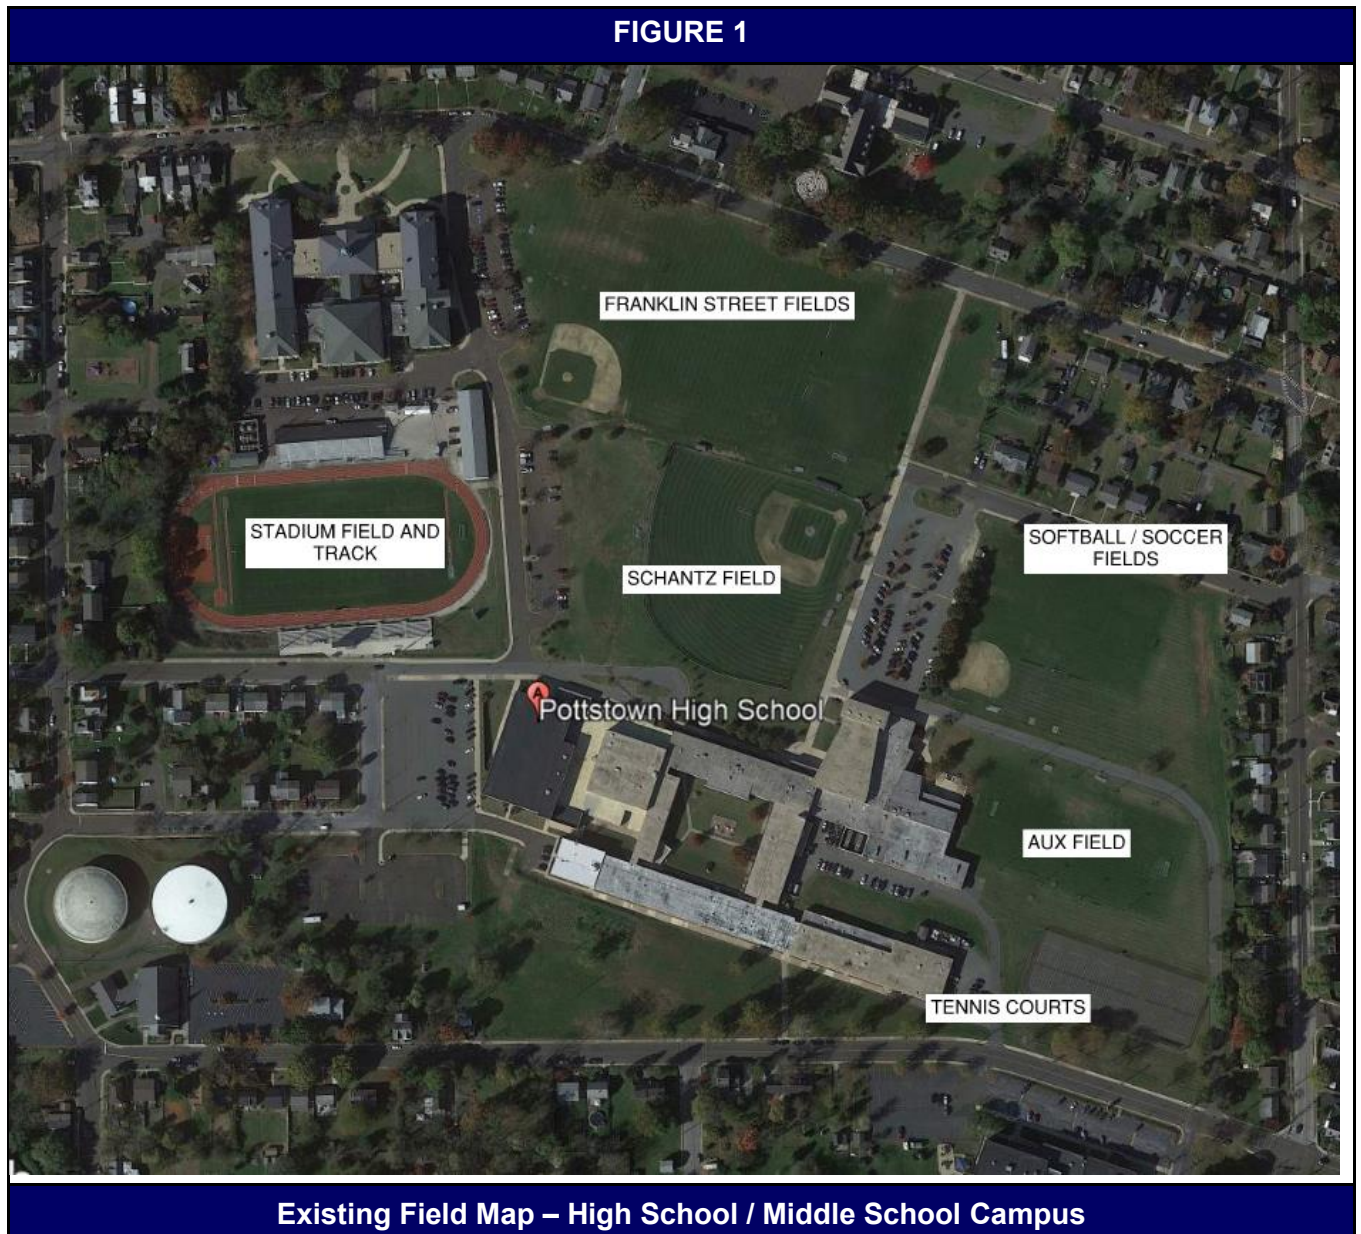 FIGURE 1
FRANKLIN STREET FIELDS
STADIUM FIELD AND
TRACK
SOFTBALL / SOCCER
FIELDS
SCHANTZ FIELD
A
Pottstown High School
AUX FIELD
TENNIS COURTS
Existing Field Map – High School / Middle School Campus